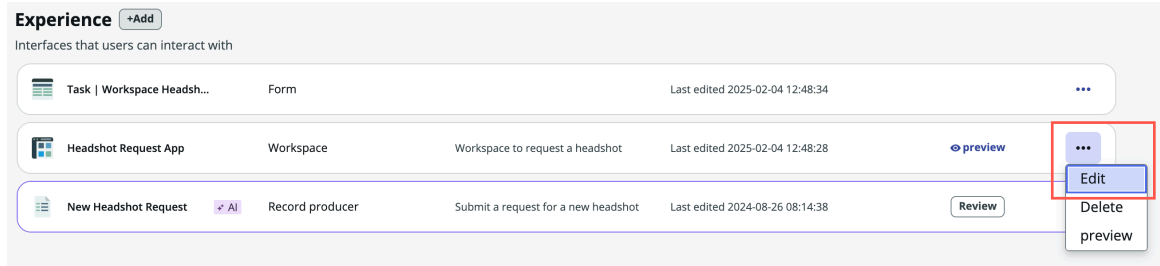 Experience +Add
Interfaces that users can interact with
Task | Workspace Headsh... Form Last edited 2025-02-04 12:48:34 •••
Headshot Request App Workspace Workspace to request a headshot Last edited 2025-02-04 12:48:28 preview •••
Edit
New Headshot Request AI Record producer Submit a request for a new headshot Last edited 2024-08-26 08:14:38 Review Delete
preview